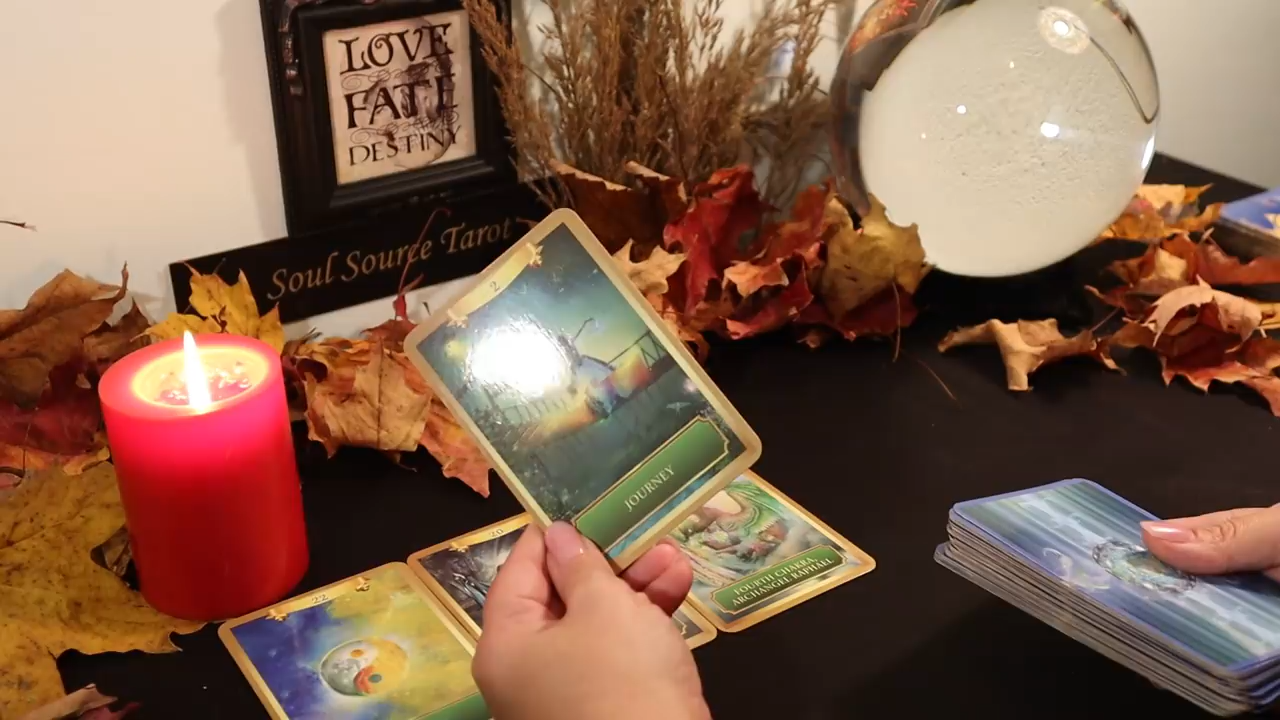 LOVE
FATE
DESTINY
Soul Source Tarot
2
JOURNEY
20
FOURTH CHAKRA,
ARCHANGEL RAPHAEL
22